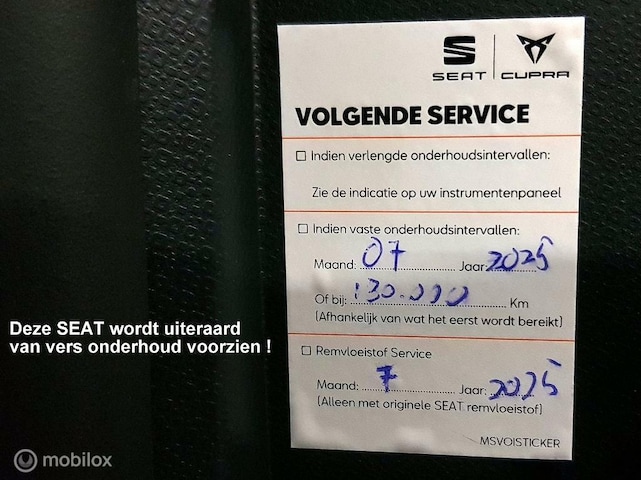 SEAT CUPRA
VOLGENDE SERVICE
☐ Indien verlengde onderhoudsintervallen:
Zie de indicatie op uw instrumentenpaneel
☐ Indien vaste onderhoudsintervallen:
Maand: 07 Jaar: 2025
Of bij: 130.000 Km
(Afhankelijk van wat het eerst wordt bereikt)
☐ Remvloeistof Service
Maand: 7 Jaar: 2025
(Alleen met originele SEAT remvloeistof)
MSVOISTICKER
Deze SEAT wordt uiteraard
van vers onderhoud voorzien !
mobilox